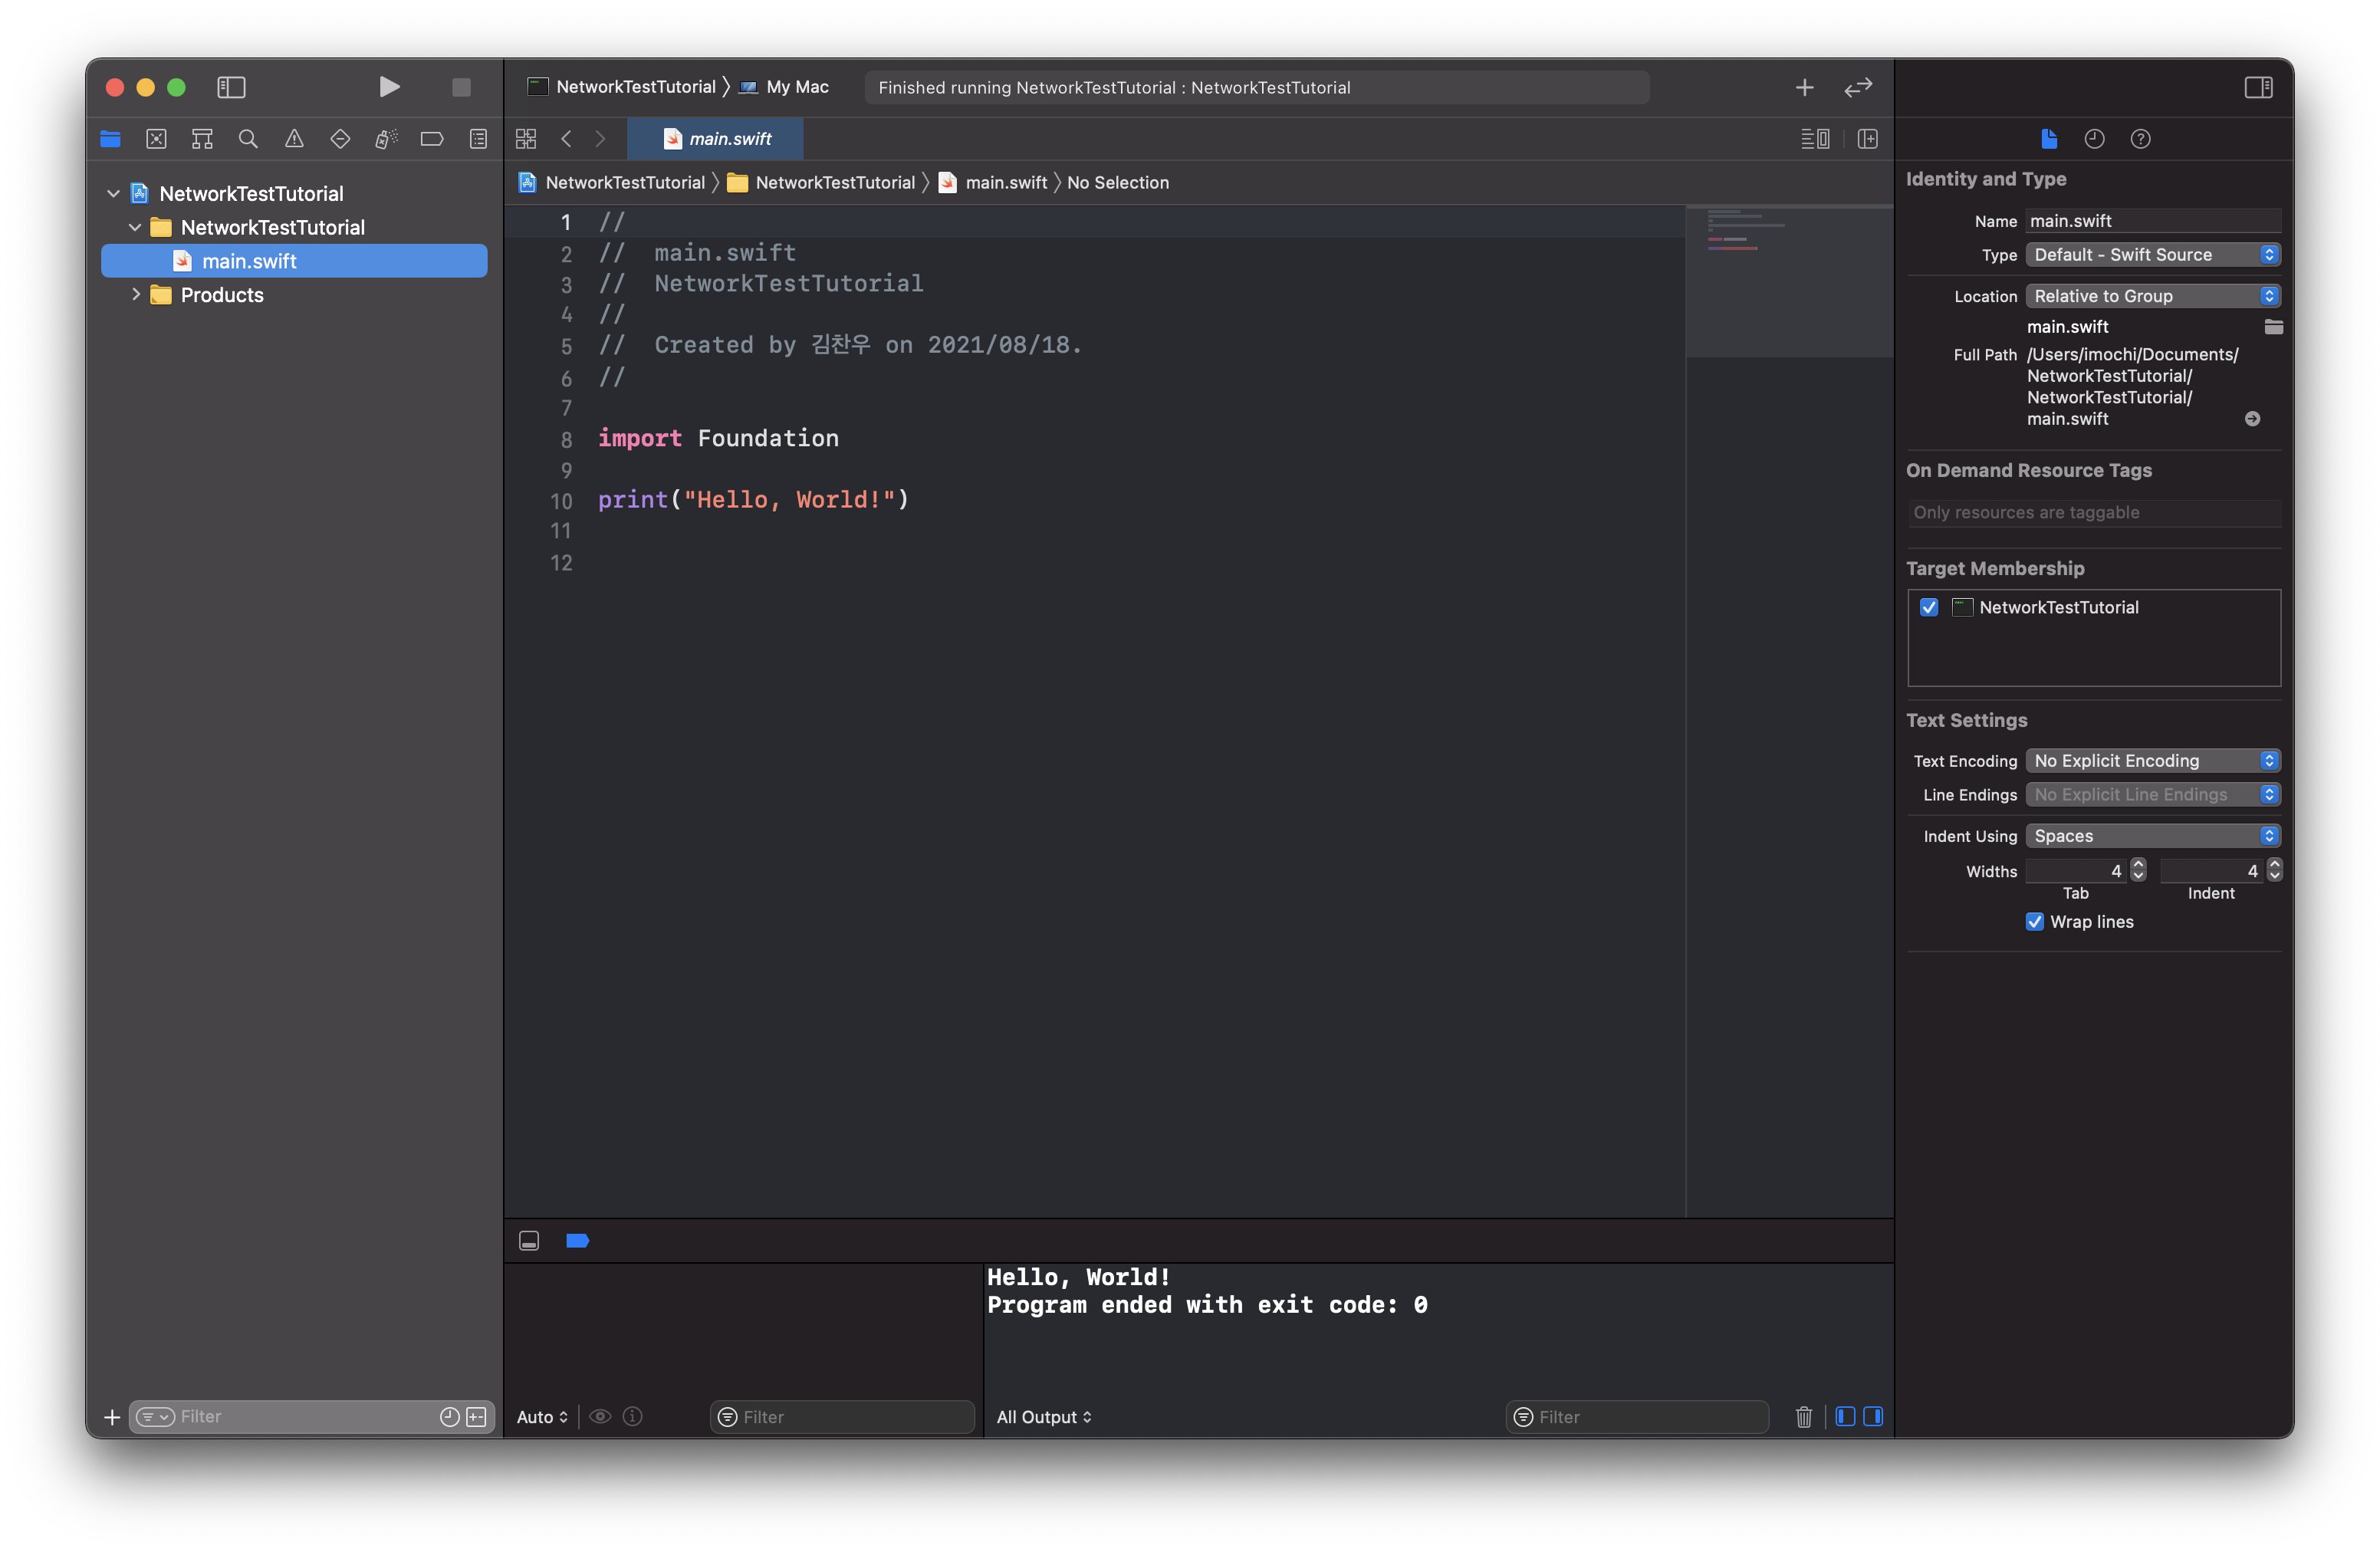 NetworkTestTutorial 〉 My Mac
Finished running NetworkTestTutorial : NetworkTestTutorial
main.swift
NetworkTestTutorial
NetworkTestTutorial
main.swift
Products
Filter
NetworkTestTutorial 〉 NetworkTestTutorial 〉 main.swift 〉 No Selection
1 //
2 //  main.swift
3 //  NetworkTestTutorial
4 //
5 //  Created by 김찬우 on 2021/08/18.
6 //
7
8 import Foundation
9
10 print("Hello, World!")
11
12
Auto
Filter
Hello, World!
Program ended with exit code: 0
All Output
Filter
Identity and Type
Name main.swift
Type Default - Swift Source
Location Relative to Group
main.swift
Full Path /Users/imochi/Documents/
NetworkTestTutorial/
NetworkTestTutorial/
main.swift
On Demand Resource Tags
Only resources are taggable
Target Membership
NetworkTestTutorial
Text Settings
Text Encoding No Explicit Encoding
Line Endings No Explicit Line Endings
Indent Using Spaces
Widths 4 4
Tab Indent
Wrap lines